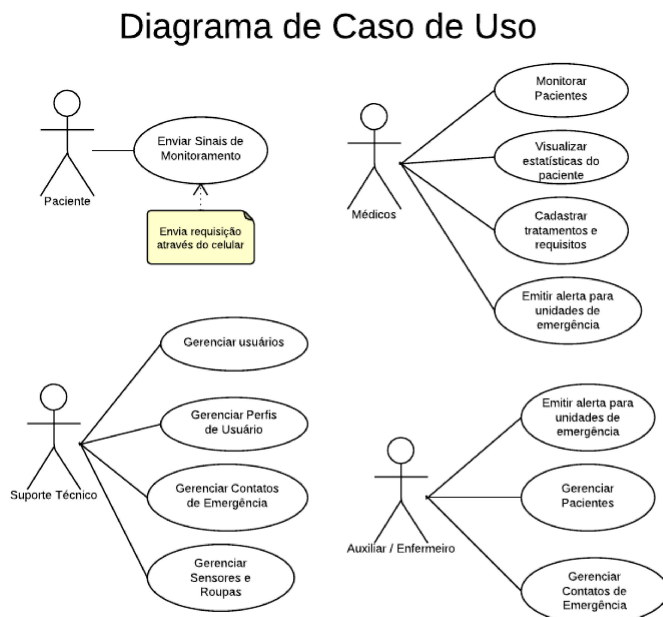 Diagrama de Caso de Uso
Enviar Sinais de
Monitoramento
Paciente
Envia requisição
através do celular
Monitorar
Pacientes
Visualizar
estatísticas do
paciente
Médicos
Cadastrar
tratamentos e
requisitos
Emitir alerta para
unidades de
emergência
Gerenciar usuários
Gerenciar Perfis
de Usuário
Suporte Técnico
Gerenciar Contatos
de Emergência
Gerenciar
Sensores e
Roupas
Emitir alerta para
unidades de
emergência
Gerenciar
Pacientes
Auxiliar / Enfermeiro
Gerenciar
Contatos de
Emergência